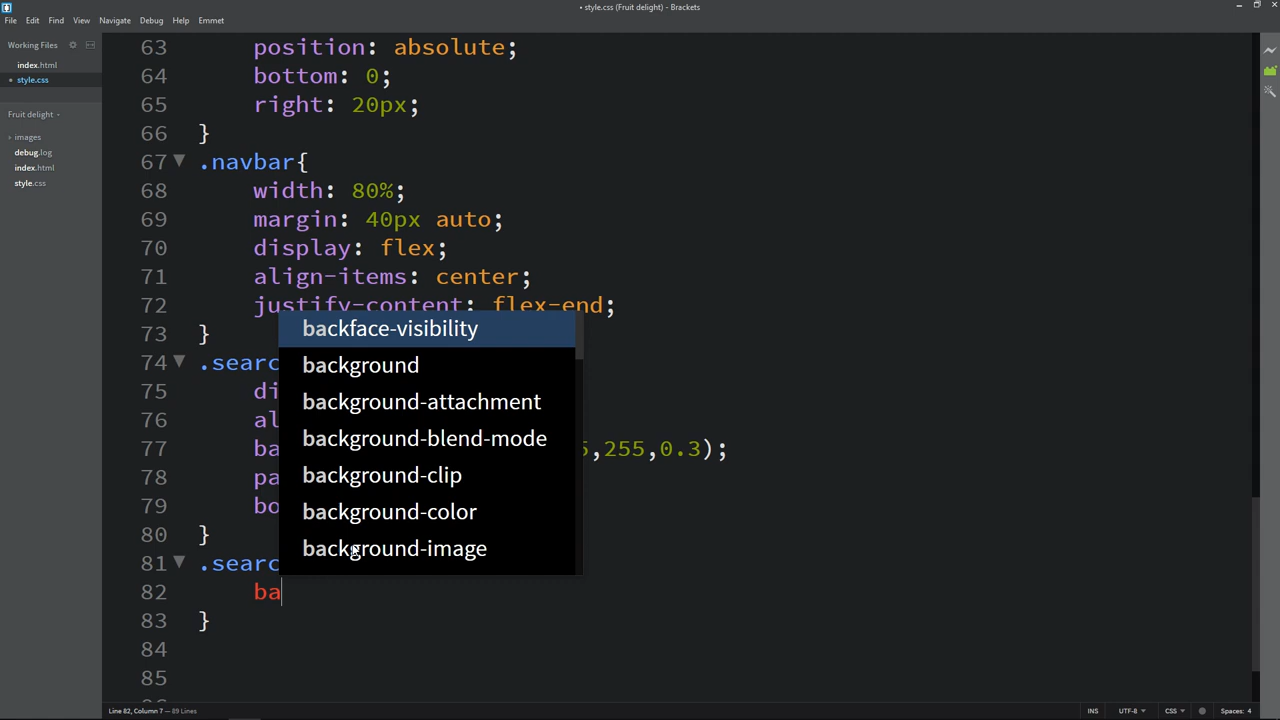 • style.css (Fruit delight) - Brackets
File Edit Find View Navigate Debug Help Emmet
Working Files
index.html
• style.css
Fruit delight
images
debug.log
index.html
style.css
63 position: absolute;
64 bottom: 0;
65 right: 20px;
66 }
67 .navbar{
68 width: 80%;
69 margin: 40px auto;
70 display: flex;
71 align-items: center;
72 justify-content: flex-end;
73 }
74 .searc
75 di
76 al
77 ba ,255,0.3);
78 pa
79 bo
80 }
81 .searc
82 ba
83 }
84
85
backface-visibility
background
background-attachment
background-blend-mode
background-clip
background-color
background-image
Line 82, Column 7 — 89 Lines
INS UTF-8 CSS Spaces: 4